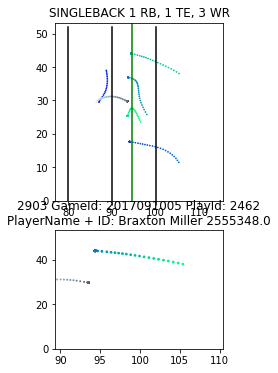 SINGLEBACK 1 RB, 1 TE, 3 WR
50
40
30
20
10
0
80 90 100 110
2903 GameId: 2017091005 PlayId: 2462
PlayerName + ID: Braxton Miller 2555348.0
40
20
0
90 95 100 105 110